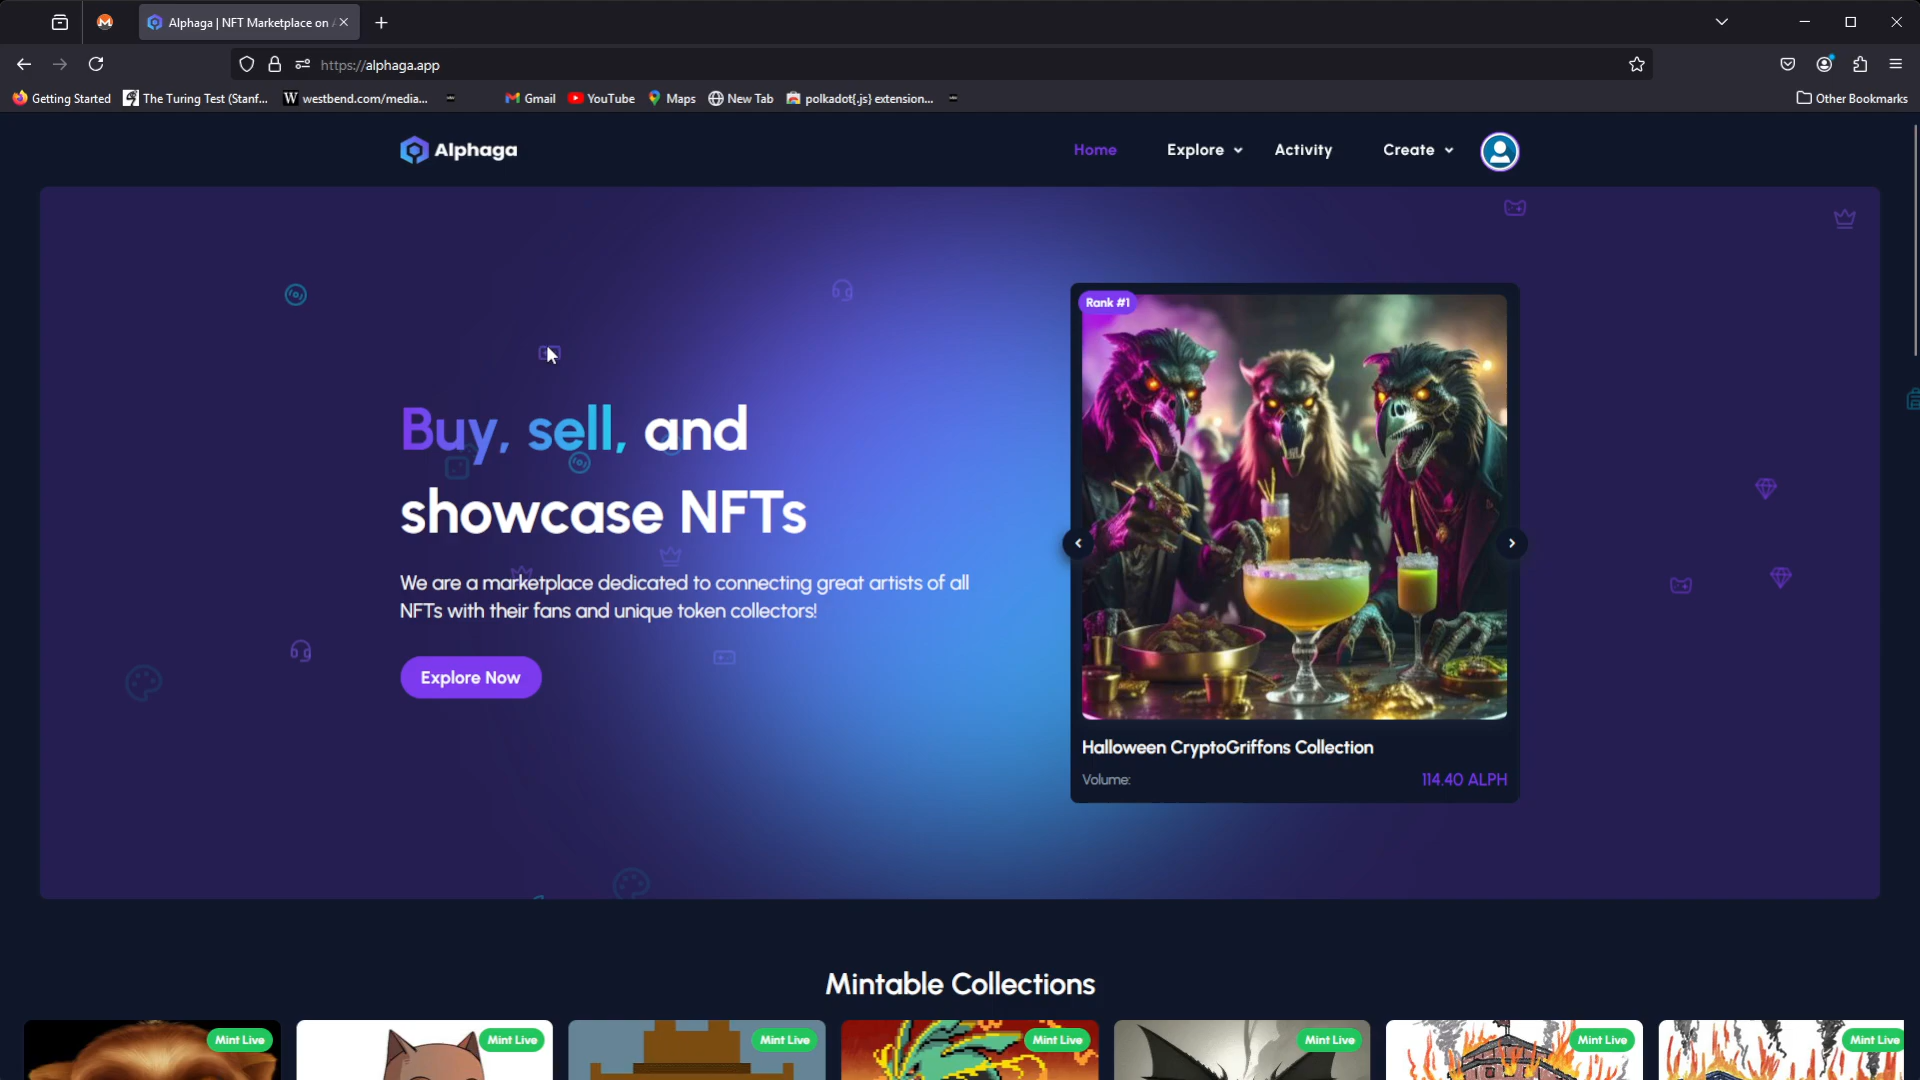 Alphaga | NFT Marketplace on
https://alphaga.app
Getting Started
The Turing Test (Stanf...
westbend.com/media...
Gmail
YouTube
Maps
New Tab
polkadot{.js} extension...
Other Bookmarks
Alphaga
Home
Explore
Activity
Create
Rank #1
Buy, sell, and
showcase NFTs
We are a marketplace dedicated to connecting great artists of all
NFTs with their fans and unique token collectors!
Explore Now
Halloween CryptoGriffons Collection
Volume:
114.40 ALPH
Mintable Collections
Mint Live
Mint Live
Mint Live
Mint Live
Mint Live
Mint Live
Mint Live